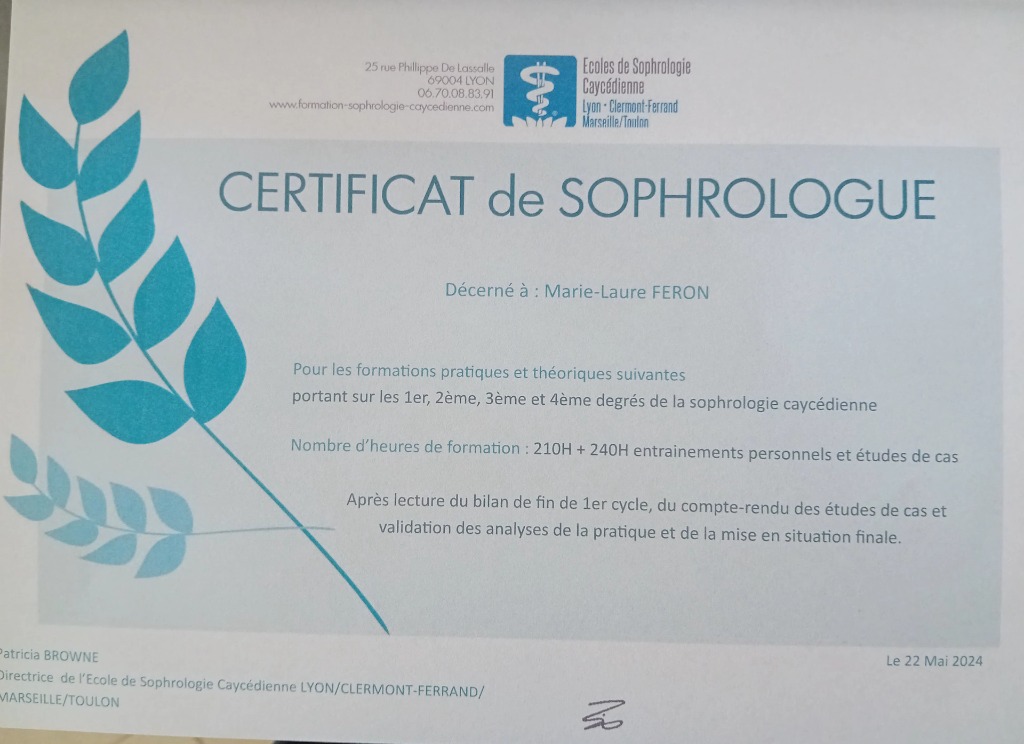 25 rue Phillippe De Lassalle
69004 LYON
06.70.08.83.91
www.formation-sophrologie-caycedienne.com
Ecoles de Sophrologie
Caycédienne
Lyon • Clermont-Ferrand
Marseille/Toulon
CERTIFICAT de SOPHROLOGUE
Décerné à : Marie-Laure FERON
Pour les formations pratiques et théoriques suivantes
portant sur les 1er, 2ème, 3ème et 4ème degrés de la sophrologie caycédienne
Nombre d'heures de formation : 210H + 240H entrainements personnels et études de cas
Après lecture du bilan de fin de 1er cycle, du compte-rendu des études de cas et
validation des analyses de la pratique et de la mise en situation finale.
Patricia BROWNE
Directrice de l'Ecole de Sophrologie Caycédienne LYON/CLERMONT-FERRAND/
MARSEILLE/TOULON
Le 22 Mai 2024